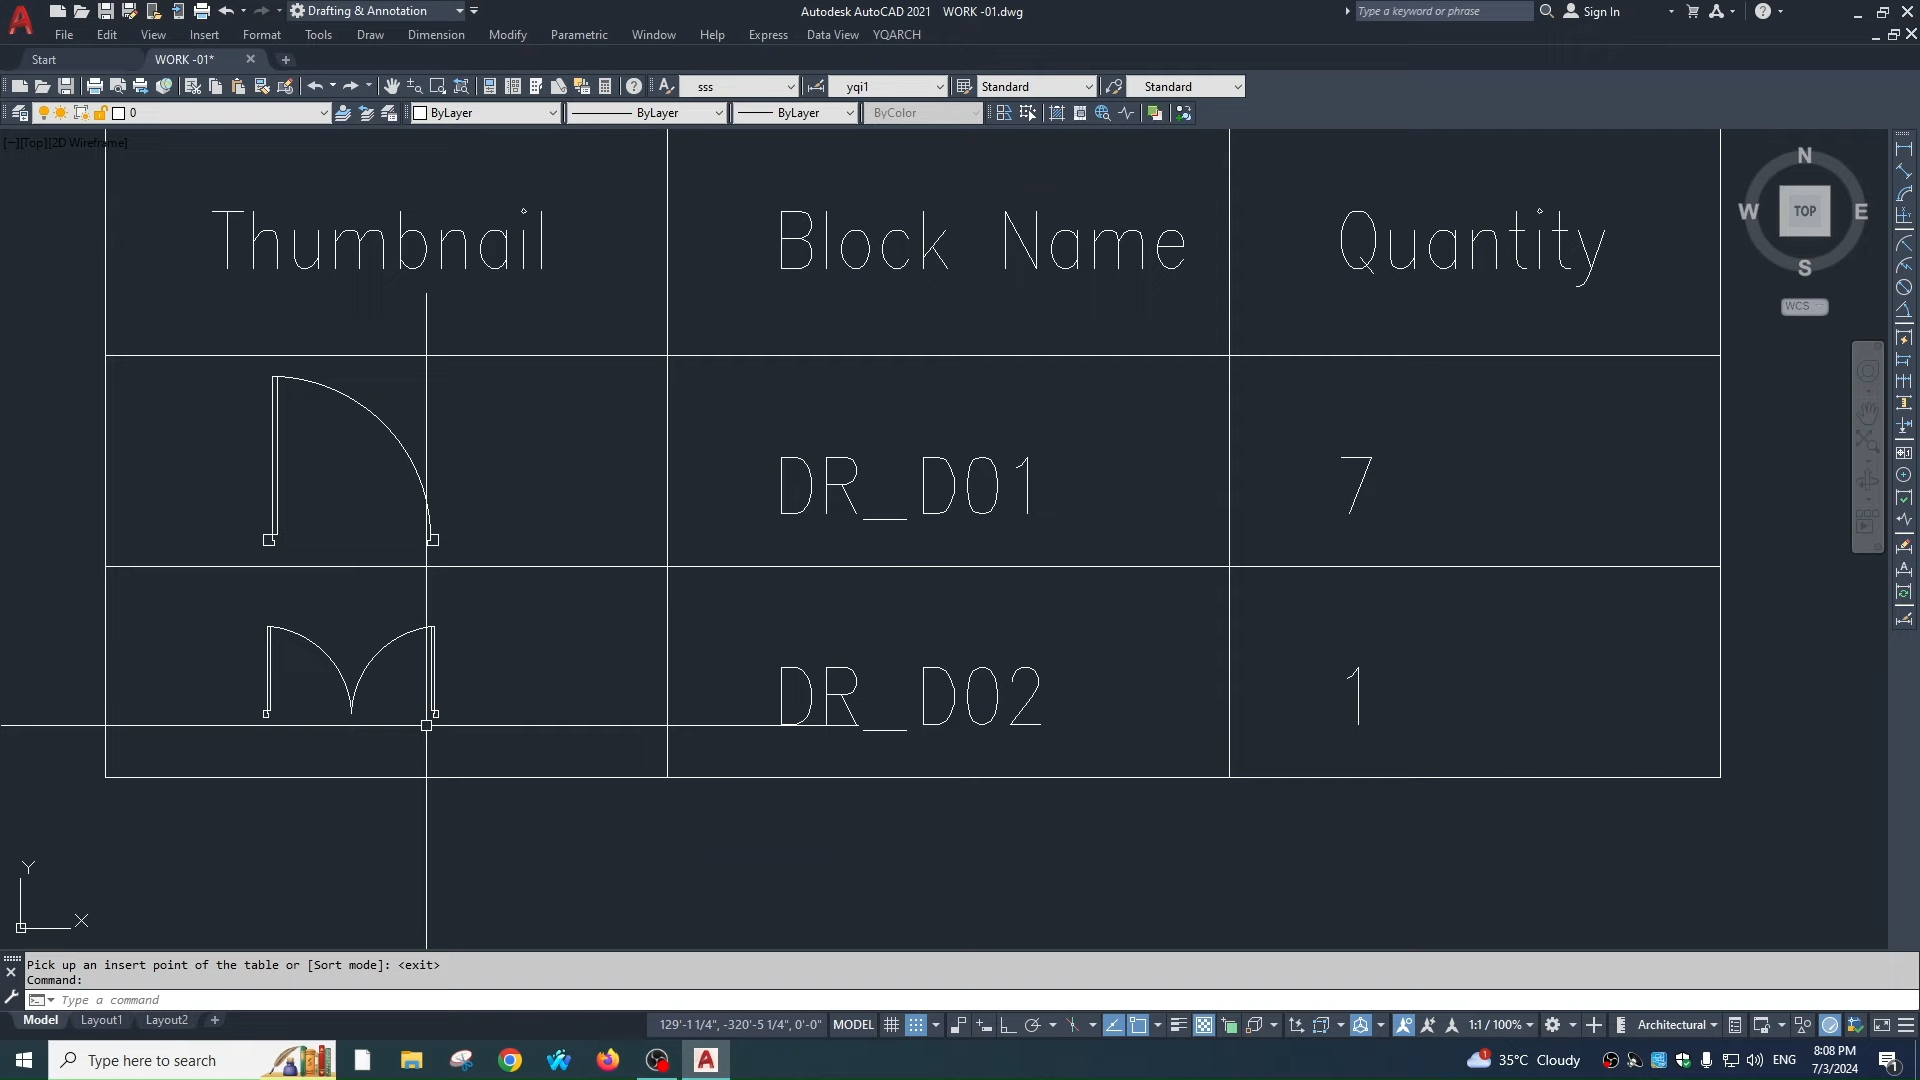 Drafting & Annotation
Autodesk AutoCAD 2021 WORK -01.dwg
Type a keyword or phrase
Sign In
File Edit View Insert Format Tools Draw Dimension Modify Parametric Window Help Express Data View YQARCH
Start
WORK -01*
sss
yqi1
Standard
Standard
0
ByLayer
ByLayer
ByLayer
ByColor
[−][Top][2D Wireframe]
N
W
TOP
E
S
WCS
Thumbnail Block Name Quantity
DR_D01 7
DR_D02 1
Y
X
Pick up an insert point of the table or [Sort mode]: <exit>
Command:
Type a command
Model Layout1 Layout2
129'-1 1/4", -320'-5 1/4", 0'-0"
MODEL
1:1 / 100%
Architectural
Type here to search
35°C Cloudy
ENG
8:08 PM
7/3/2024